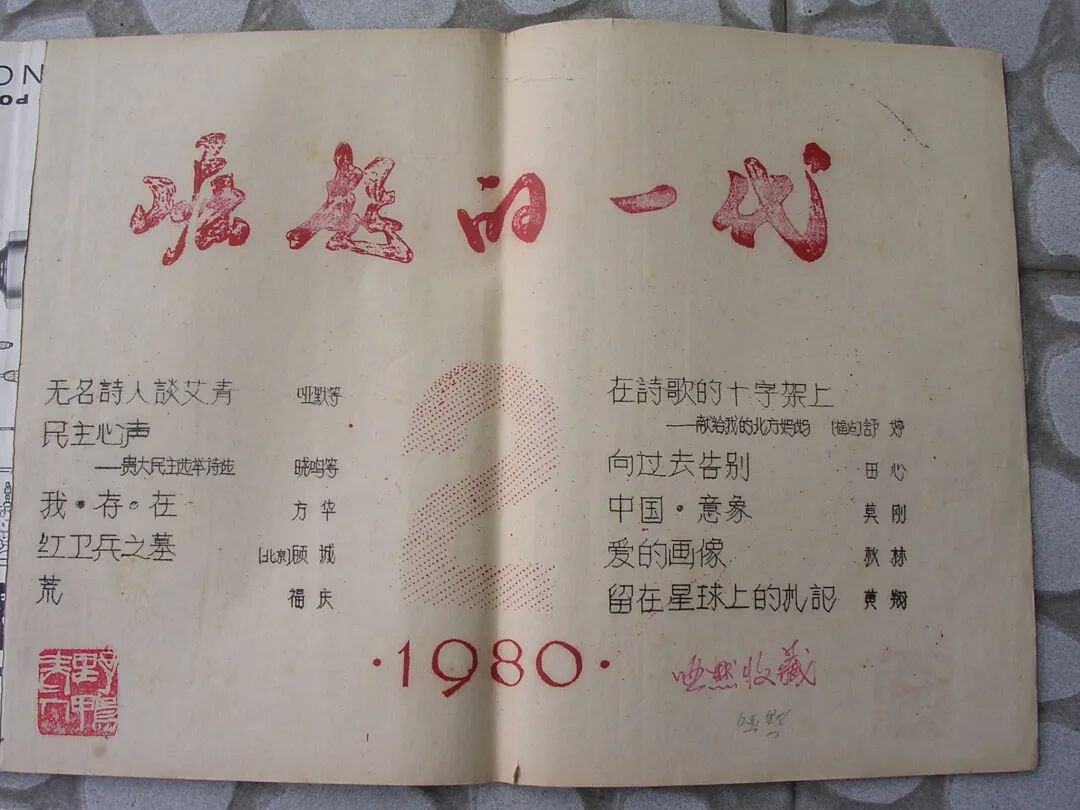 崛起的一代
无名詩人談艾青 哑默等
民主心声
——贵大民主选举诗选 晓鸣等
我·存·在 方华
红卫兵之墓 [北京]顾城
荒 福庆
2
在詩歌的十字架上
——献给我的北方妈妈 [福建]舒婷
向过去告别 田心
中国·意象 莫刚
爱的画像 秋林
留在星球上的札記 黄翔
·1980·
哑默收藏
哑默